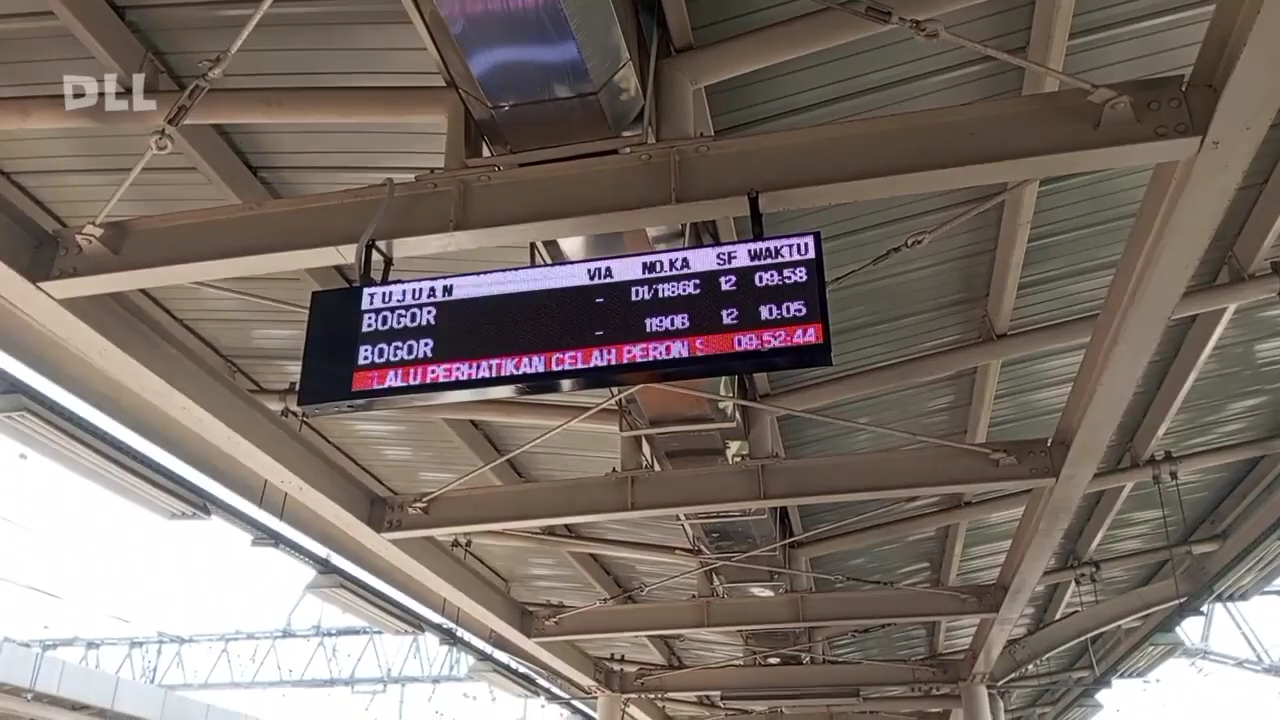 DLL
TUJUAN VIA NO.KA SF WAKTU
BOGOR - D1/1186C 12 09:58
BOGOR - 1190B 12 10:05
LALU PERHATIKAN CELAH PERON S 09:52:44